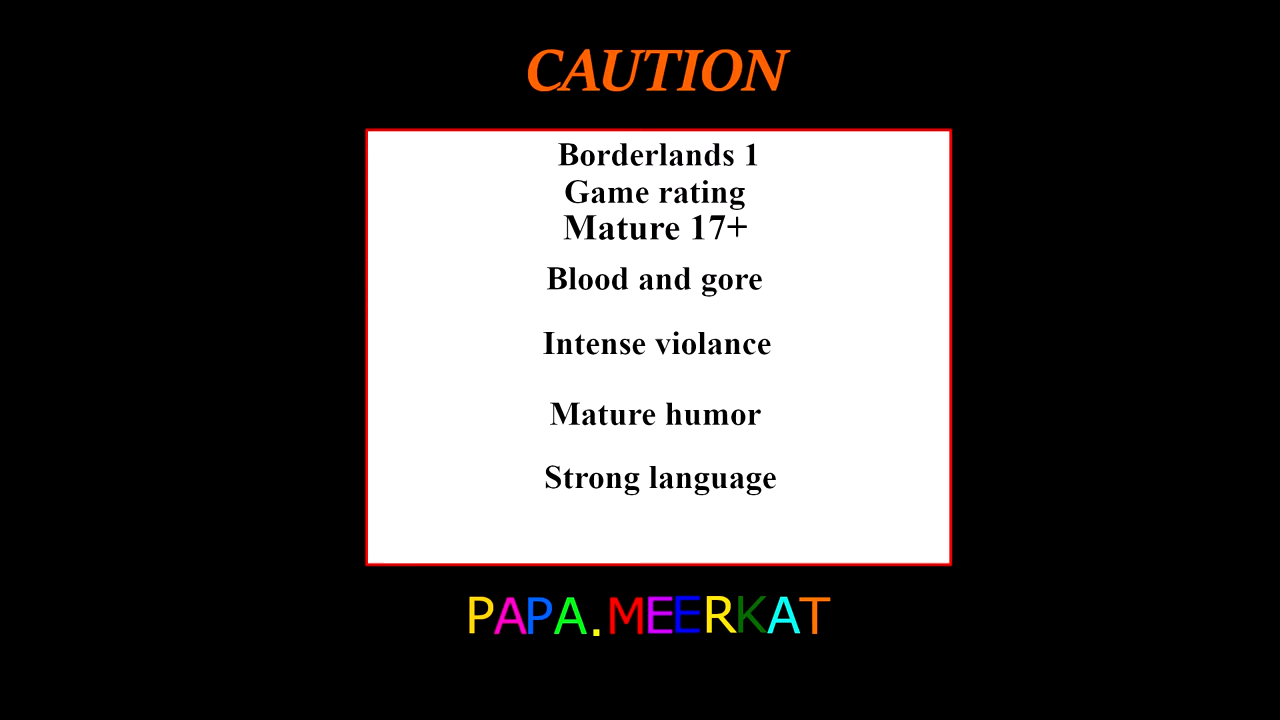 CAUTION
Borderlands 1
Game rating
Mature 17+
Blood and gore
Intense violance
Mature humor
Strong language
PAPA.MEERKAT